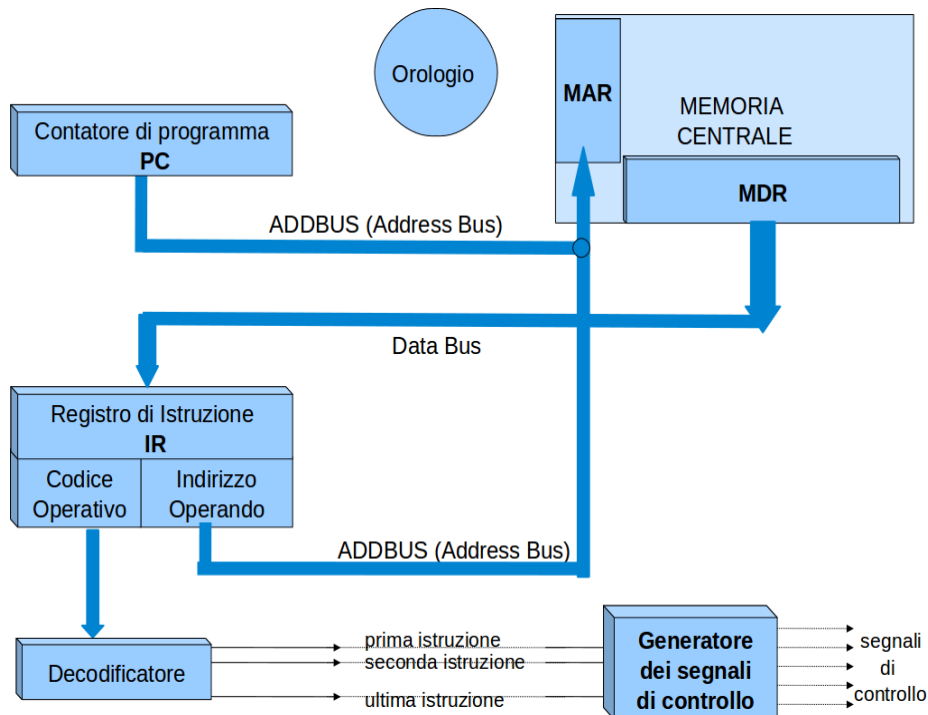 Orologio
MAR
MEMORIA
CENTRALE
MDR
Contatore di programma
PC
ADDBUS (Address Bus)
Data Bus
Registro di Istruzione
IR
Codice
Operativo
Indirizzo
Operando
ADDBUS (Address Bus)
Decodificatore
prima istruzione
seconda istruzione
ultima istruzione
Generatore
dei segnali
di controllo
segnali
di
controllo